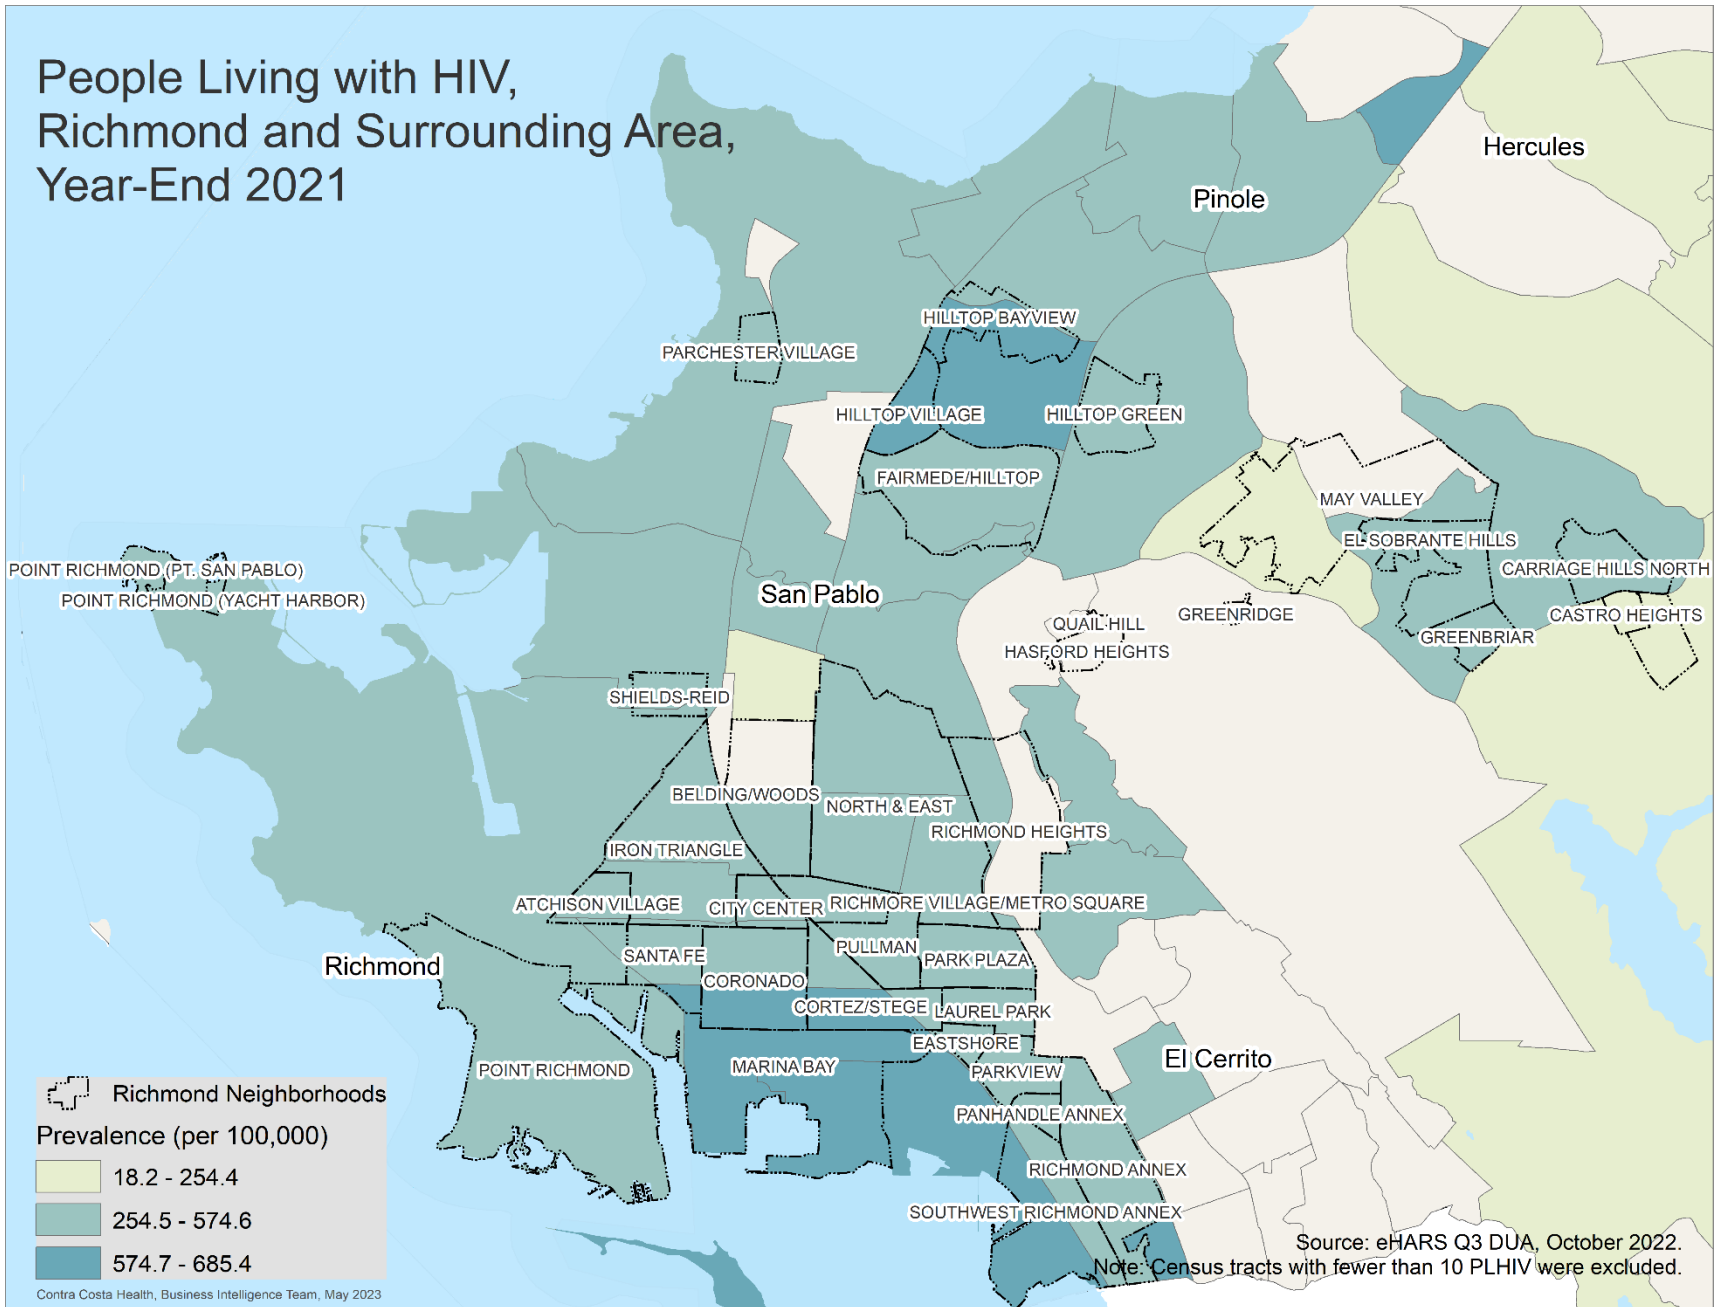 People Living with HIV,
Richmond and Surrounding Area,
Year-End 2021
Hercules
Pinole
HILLTOP BAYVIEW
PARCHESTER VILLAGE
HILLTOP VILLAGE
HILLTOP GREEN
FAIRMEDE/HILLTOP
MAY VALLEY
EL SOBRANTE HILLS
POINT RICHMOND (PT. SAN PABLO)
CARRIAGE HILLS NORTH
San Pablo
POINT RICHMOND (YACHT HARBOR)
GREENRIDGE
CASTRO HEIGHTS
QUAIL HILL
GREENBRIAR
HASFORD HEIGHTS
SHIELDS-REID
BELDING/WOODS
NORTH & EAST
RICHMOND HEIGHTS
IRON TRIANGLE
ATCHISON VILLAGE
CITY CENTER
RICHMORE VILLAGE/METRO SQUARE
PULLMAN
SANTA FE
PARK PLAZA
Richmond
CORONADO
CORTEZ/STEGE
LAUREL PARK
EASTSHORE
El Cerrito
MARINA BAY
POINT RICHMOND
PARKVIEW
PANHANDLE ANNEX
RICHMOND ANNEX
SOUTHWEST RICHMOND ANNEX
Richmond Neighborhoods
Prevalence (per 100,000)
18.2 - 254.4
254.5 - 574.6
574.7 - 685.4
Contra Costa Health, Business Intelligence Team, May 2023
Source: eHARS Q3 DUA, October 2022.
Note: Census tracts with fewer than 10 PLHIV were excluded.